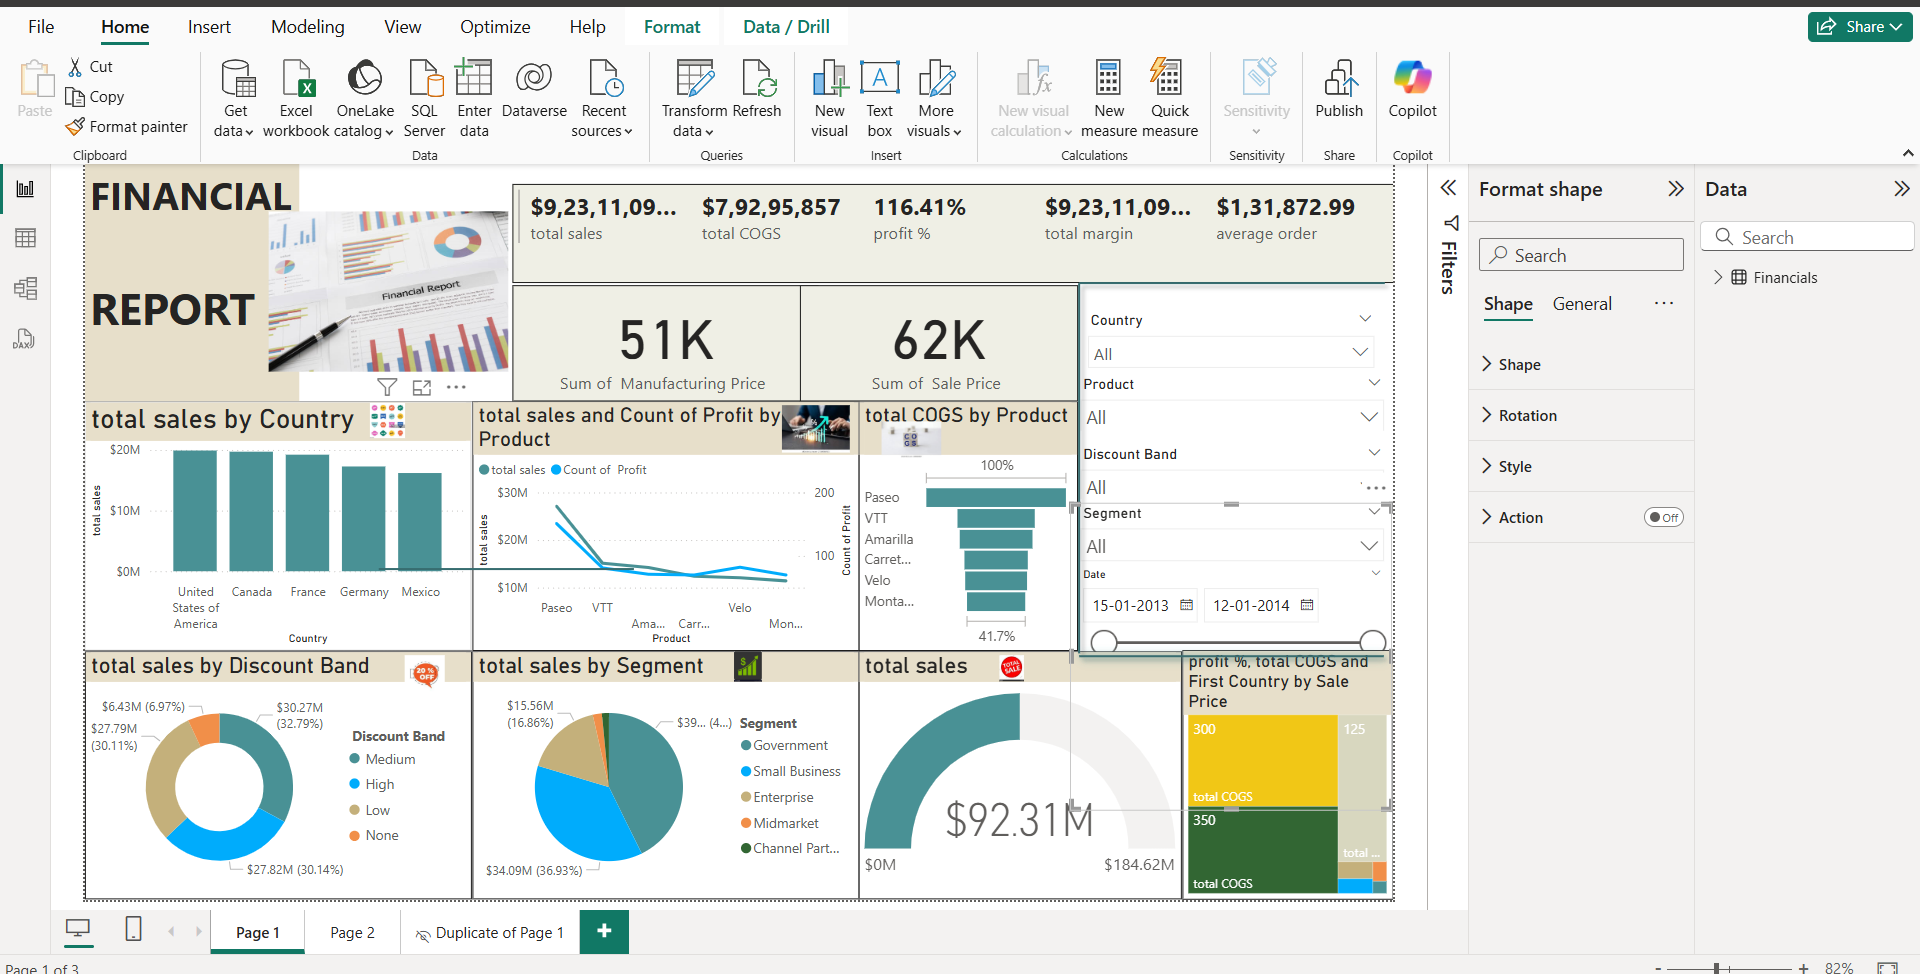 File Home Insert Modeling View Optimize Help Format Data / Drill Share
Paste
Cut
Copy
Format painter
Clipboard
Get data
Excel workbook
OneLake catalog
SQL Server
Enter data
Dataverse
Recent sources
Data
Transform data
Refresh
Queries
New visual
Text box
More visuals
Insert
New visual calculation
New measure
Quick measure
Calculations
Sensitivity
Sensitivity
Publish
Share
Copilot
Copilot
FINANCIAL
REPORT
Financial Report
$9,23,11,09...
total sales
$7,92,95,857
total COGS
116.41%
profit %
$9,23,11,09...
total margin
$1,31,872.99
average order
51K
Sum of Manufacturing Price
62K
Sum of Sale Price
Country
All
Product
All
Discount Band
All
Segment
All
Date
15-01-2013
12-01-2014
total sales by Country
total sales
$20M
$10M
$0M
United States of America
Canada
France
Germany
Mexico
Country
total sales and Count of Profit by Product
total sales Count of Profit
total sales
$30M
$20M
$10M
200
100
Count of Profit
Paseo
VTT
Ama...
Carr...
Velo
Mon...
Product
total COGS by Product
CO
GS
100%
Paseo
VTT
Amarilla
Carret...
Velo
Monta...
41.7%
total sales by Discount Band
20 %
OFF
$6.43M (6.97%)
$27.79M (30.11%)
$30.27M (32.79%)
$27.82M (30.14%)
Discount Band
Medium
High
Low
None
total sales by Segment
$15.56M (16.86%)
$39... (4...)
$34.09M (36.93%)
Segment
Government
Small Business
Enterprise
Midmarket
Channel Part...
total sales
TOTAL
SALE
$92.31M
$0M
$184.62M
profit %, total COGS and
First Country by Sale
Price
300
total COGS
125
total ...
350
total COGS
Filters
Format shape
Search
Shape General
Shape
Rotation
Style
Action Off
Data
Search
Financials
Page 1
Page 2
Duplicate of Page 1
Page 1 of 3
82%